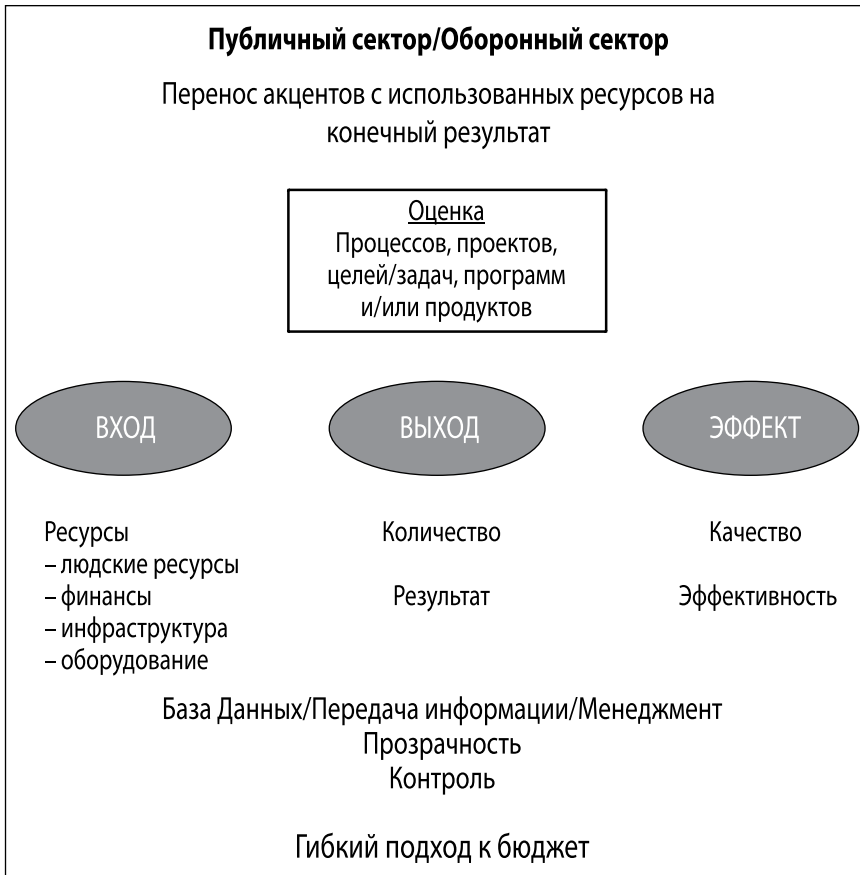 Публичный сектор/Оборонный сектор
Перенос акцентов с использованных ресурсов на
конечный результат
Оценка
Процессов, проектов,
целей/задач, программ
и/или продуктов
ВХОД
ВЫХОД
ЭФФЕКТ
Ресурсы
– людские ресурсы
– финансы
– инфраструктура
– оборудование
Количество
Результат
Качество
Эффективность
База Данных/Передача информации/Менеджмент
Прозрачность
Контроль
Гибкий подход к бюджет